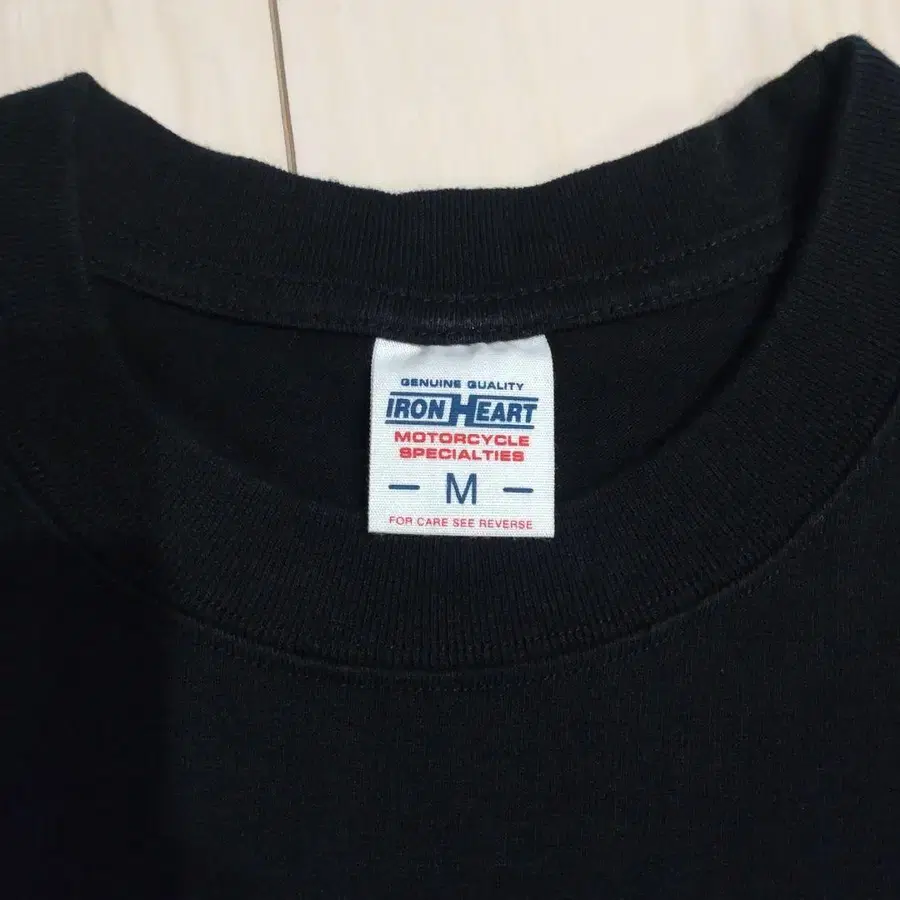 GENUINE QUALITY
IRON HEART
MOTORCYCLE
SPECIALTIES
— M —
FOR CARE SEE REVERSE